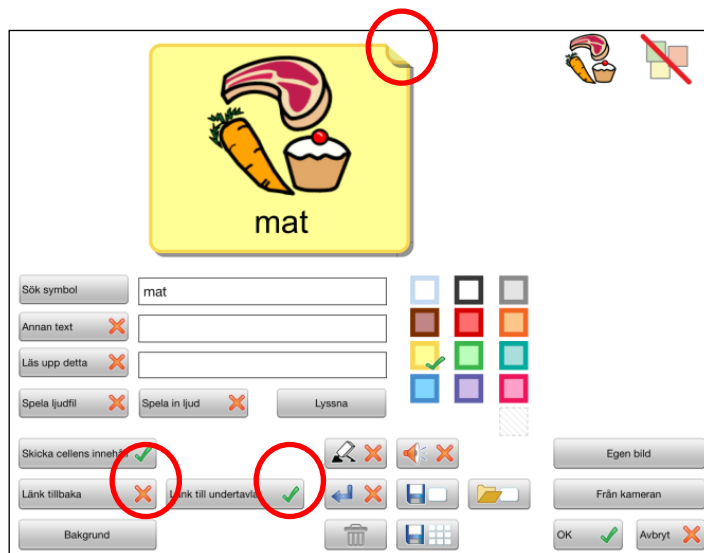 mat
Sök symbol
mat
Annan text
Läs upp detta
Spela ljudfil
Spela in ljud
Lyssna
Skicka cellens innehåll
Egen bild
Länk tillbaka
Länk till undertavla
Från kameran
Bakgrund
OK
Avbryt